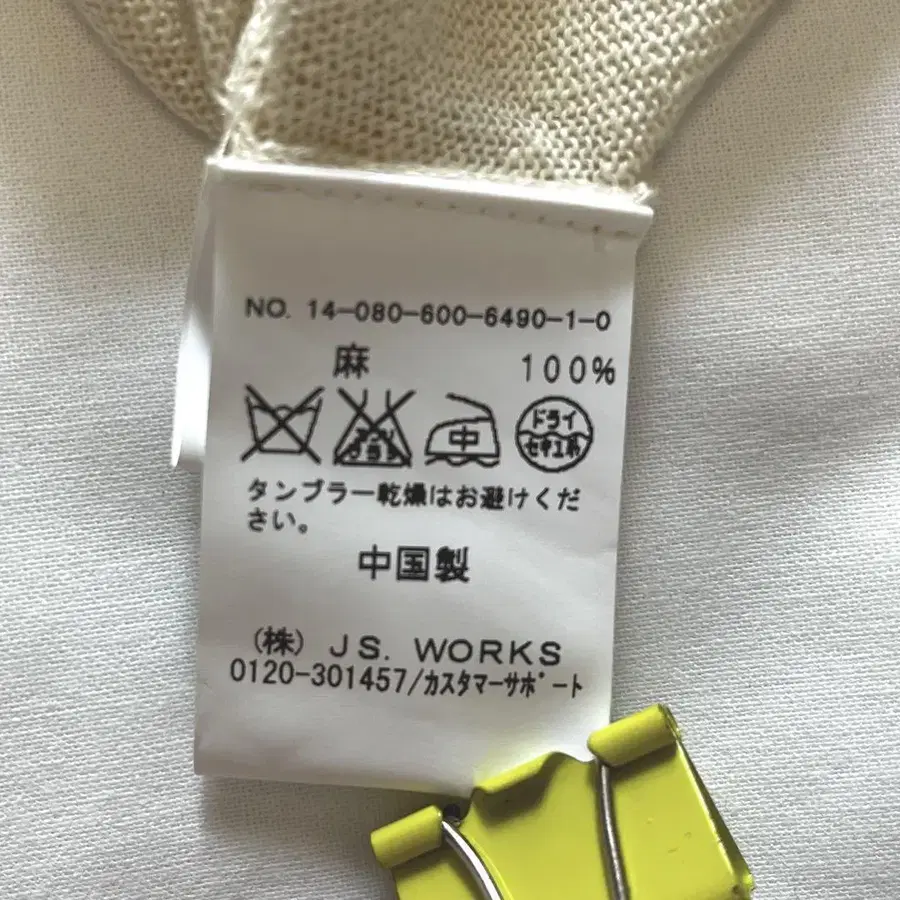 NO. 14-080-600-6490-1-0
麻 100%
中
ドライ
セキユ系
タンブラー乾燥はお避けくだ
さい。
中国製
(株) JS. WORKS
0120-301457/カスタマーサポート